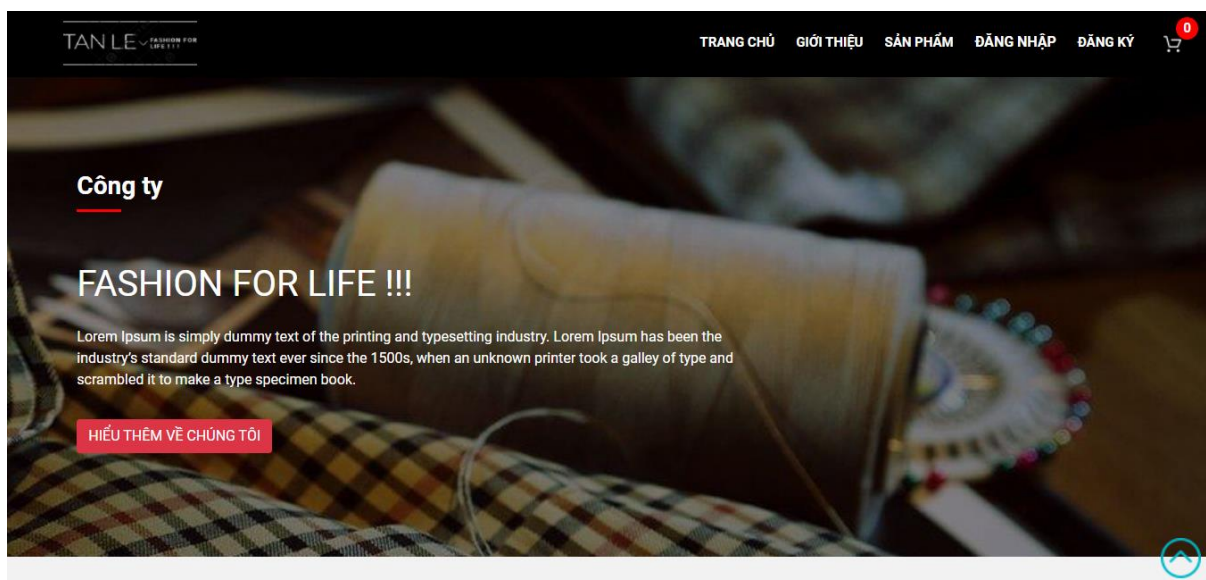 TAN LE FASHION FOR
LIFE !!!
TRANG CHỦ GIỚI THIỆU SẢN PHẨM ĐĂNG NHẬP ĐĂNG KÝ 0
Công ty
FASHION FOR LIFE !!!
Lorem Ipsum is simply dummy text of the printing and typesetting industry. Lorem Ipsum has been the
industry's standard dummy text ever since the 1500s, when an unknown printer took a galley of type and
scrambled it to make a type specimen book.
HIỂU THÊM VỀ CHÚNG TÔI